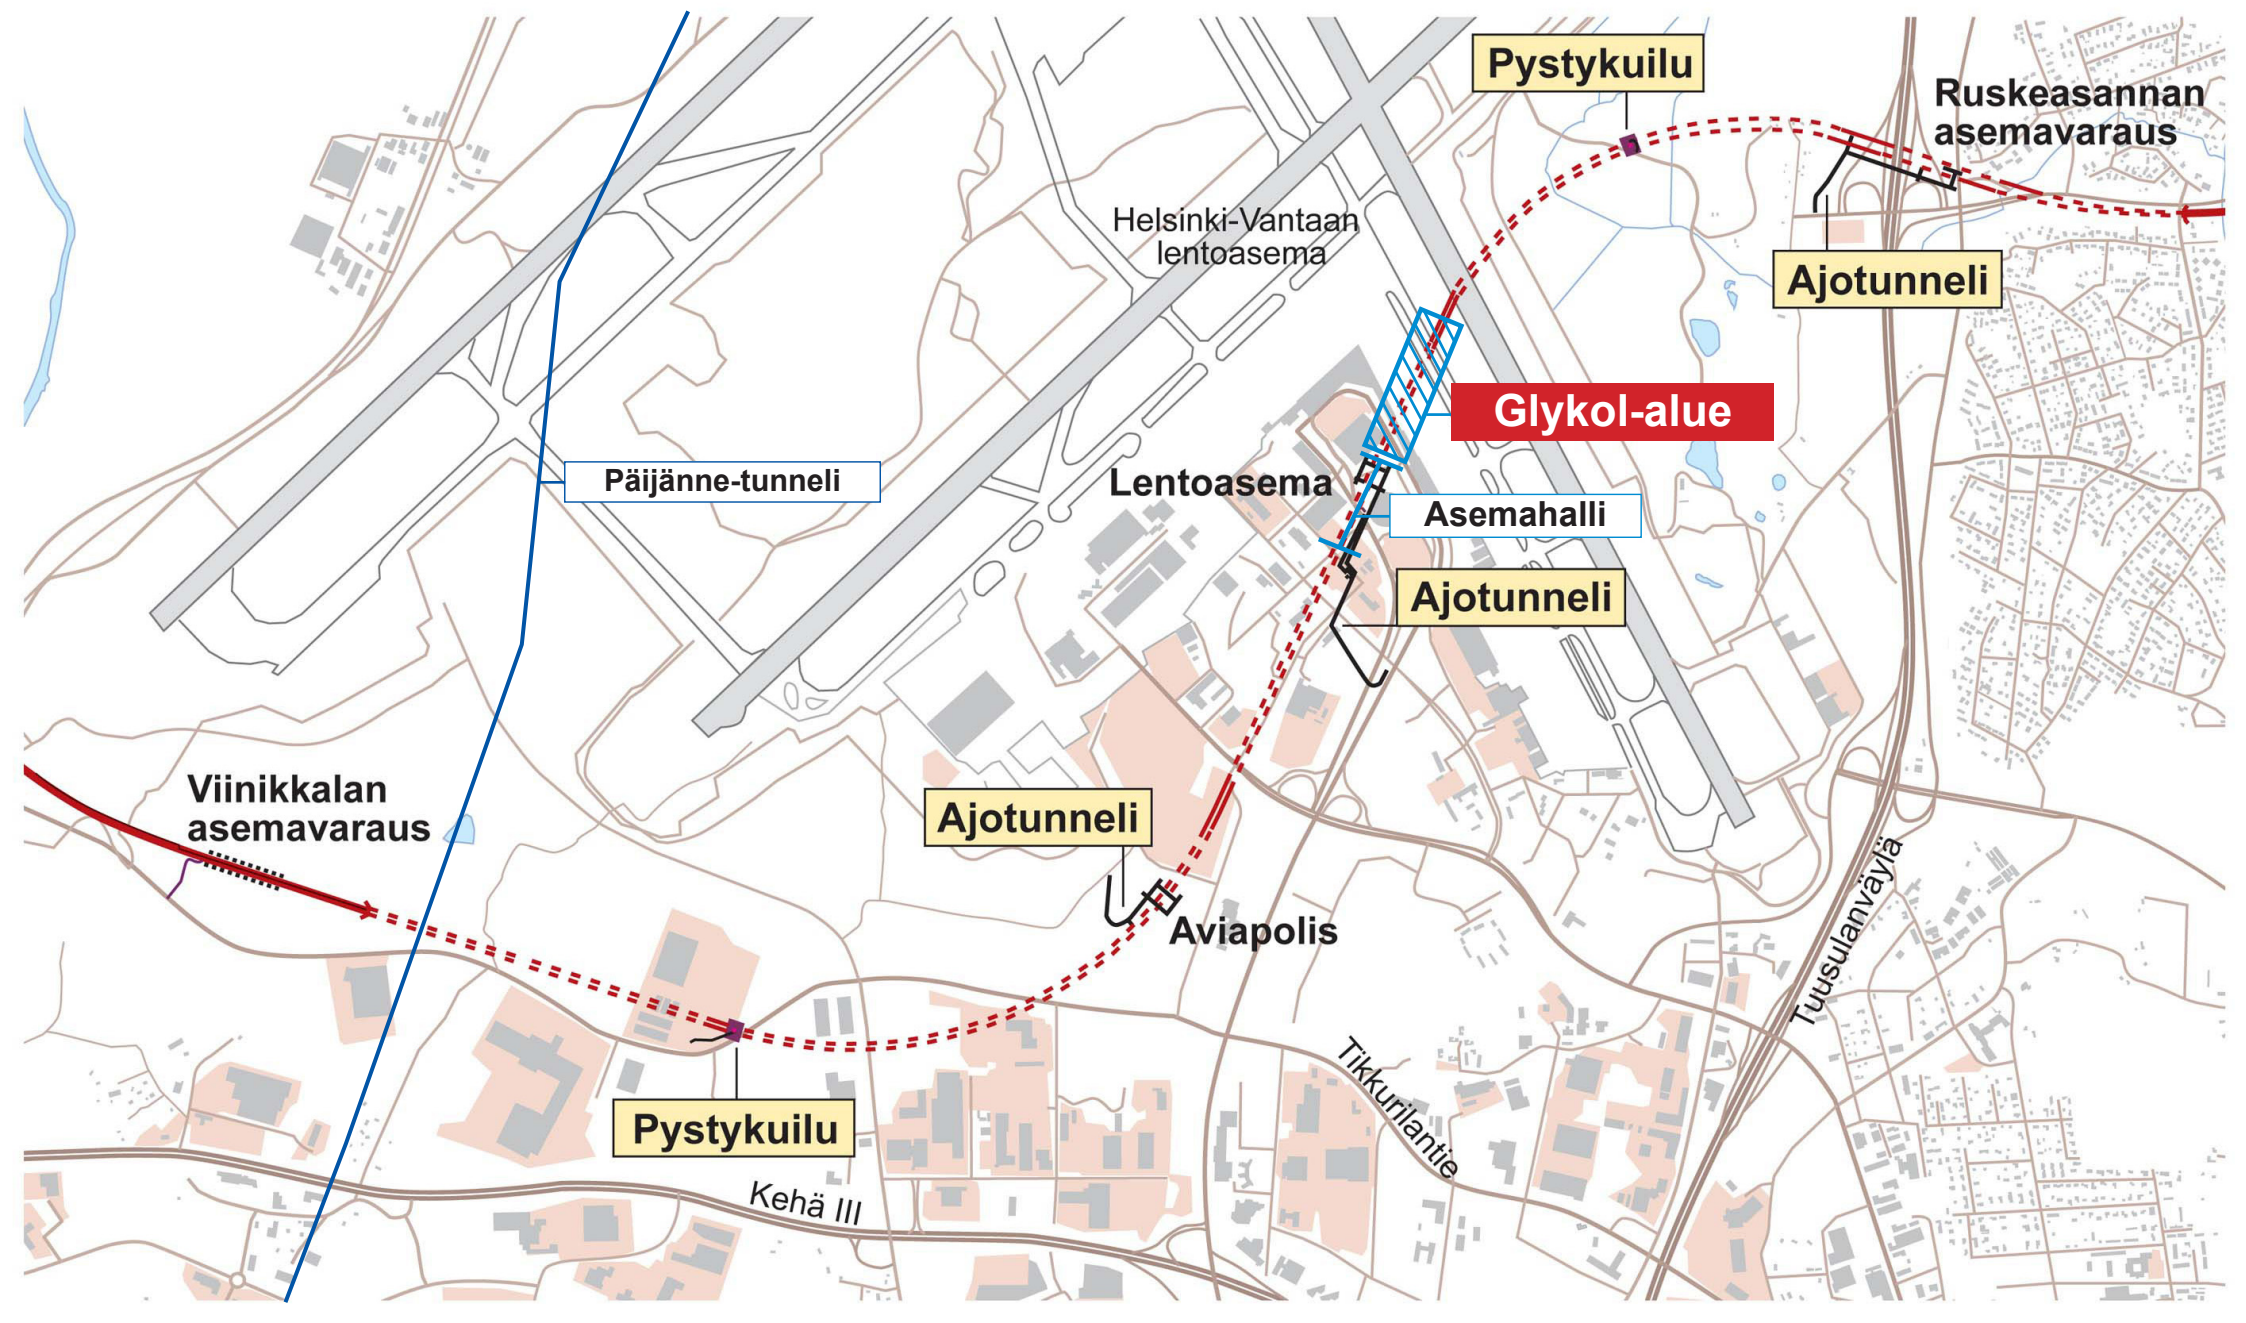 Pystykuilu
Ruskeasannan
asemavaraus
Helsinki-Vantaan
lentoasema
Ajotunneli
Glykol-alue
Päijänne-tunneli
Lentoasema
Asemahalli
Ajotunneli
Viinikkalan
asemavaraus
Ajotunneli
Aviapolis
Tuusulanväylä
Tikkurilantie
Pystykuilu
Kehä III